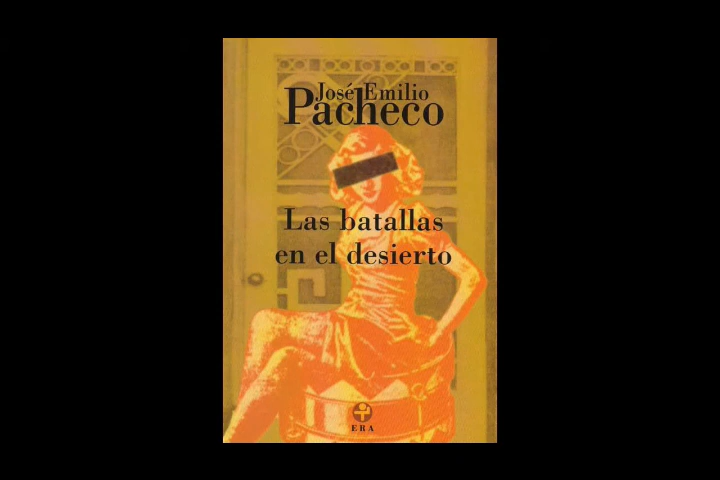 José Emilio
Pacheco
Las batallas
en el desierto
ERA